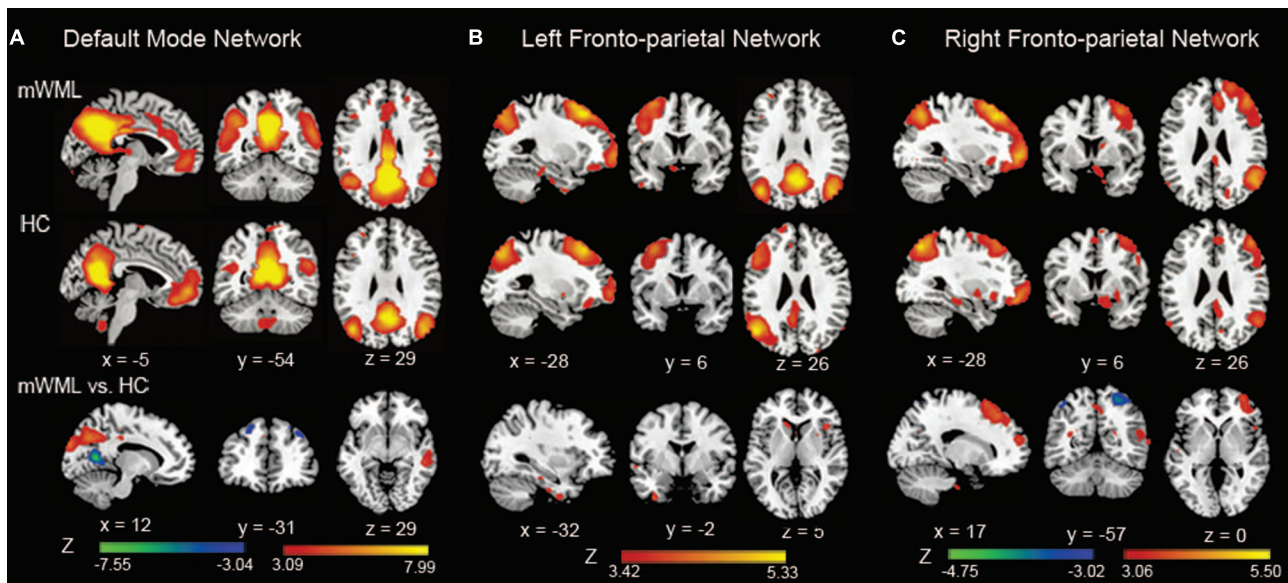 A Default Mode Network
B Left Fronto-parietal Network
C Right Fronto-parietal Network
mWML
HC
x = -5 y = -54 z = 29
x = -28 y = 6 z = 26
x = -28 y = 6 z = 26
mWML vs. HC
x = 12 y = -31 z = 29
x = -32 y = -2 z = 5
x = 17 y = -57 z = 0
Z
-7.55 -3.04 3.09 7.99
Z
3.42 5.33
Z
-4.75 -3.02 3.06 5.50